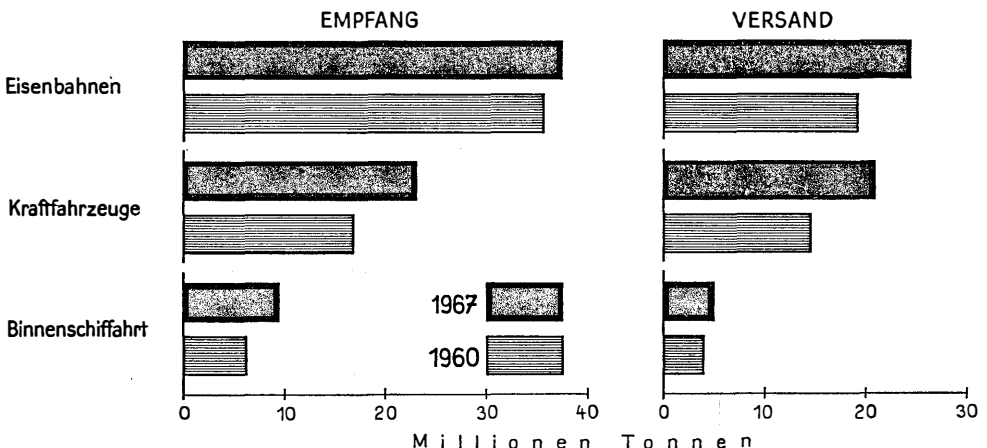 EMPFANG VERSAND
Eisenbahnen
Kraftfahrzeuge
1967
Binnenschiffahrt
1960
0 10 20 30 40 0 10 20 30
Millionen Tonnen